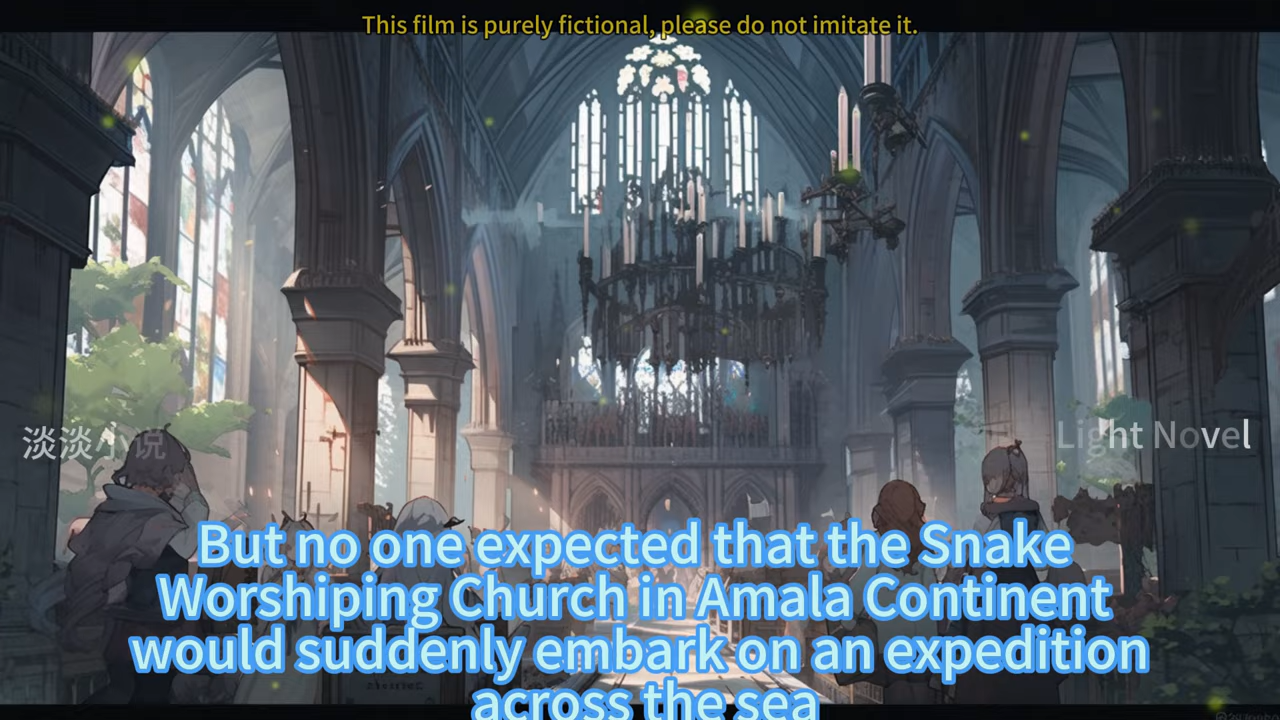 This film is purely fictional, please do not imitate it.
淡淡小说
Light Novel
But no one expected that the Snake
Worshiping Church in Amala Continent
would suddenly embark on an expedition
across the sea